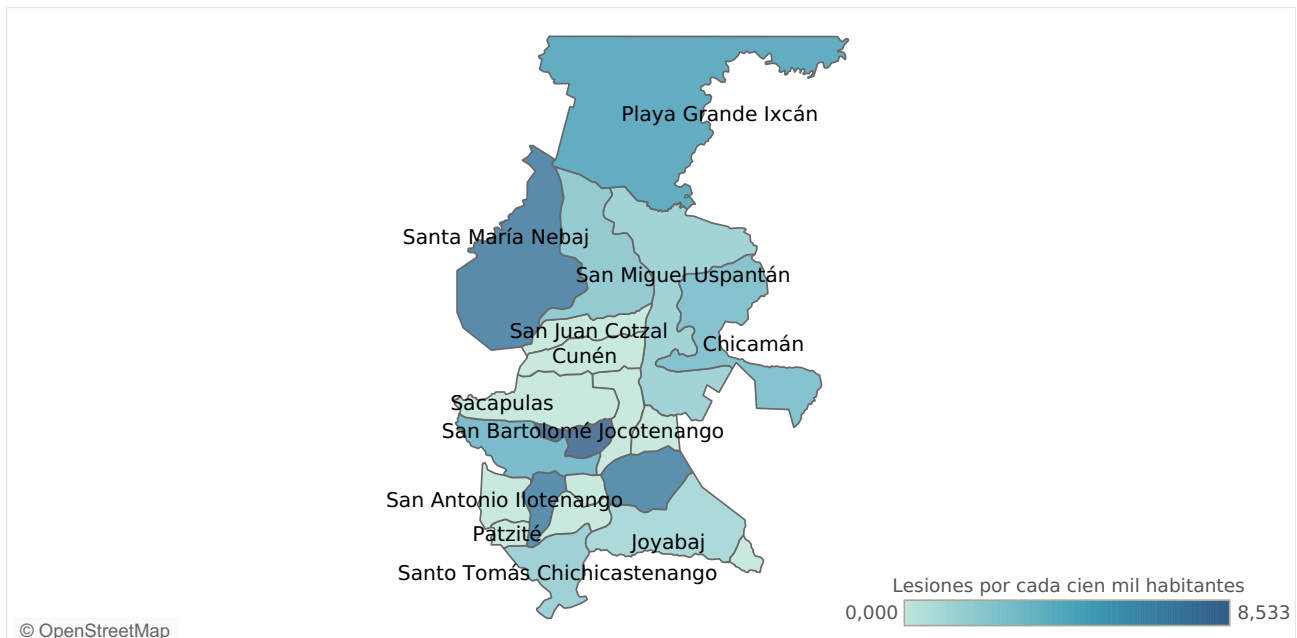 Playa Grande Ixcán
Santa María Nebaj
San Miguel Uspantán
San Juan Cotzal
Chicamán
Cunén
Sacapulas
San Bartolomé Jocotenango
San Antonio Ilotenango
Patzité
Joyabaj
Santo Tomás Chichicastenango
Lesiones por cada cien mil habitantes
0,000 8,533
© OpenStreetMap